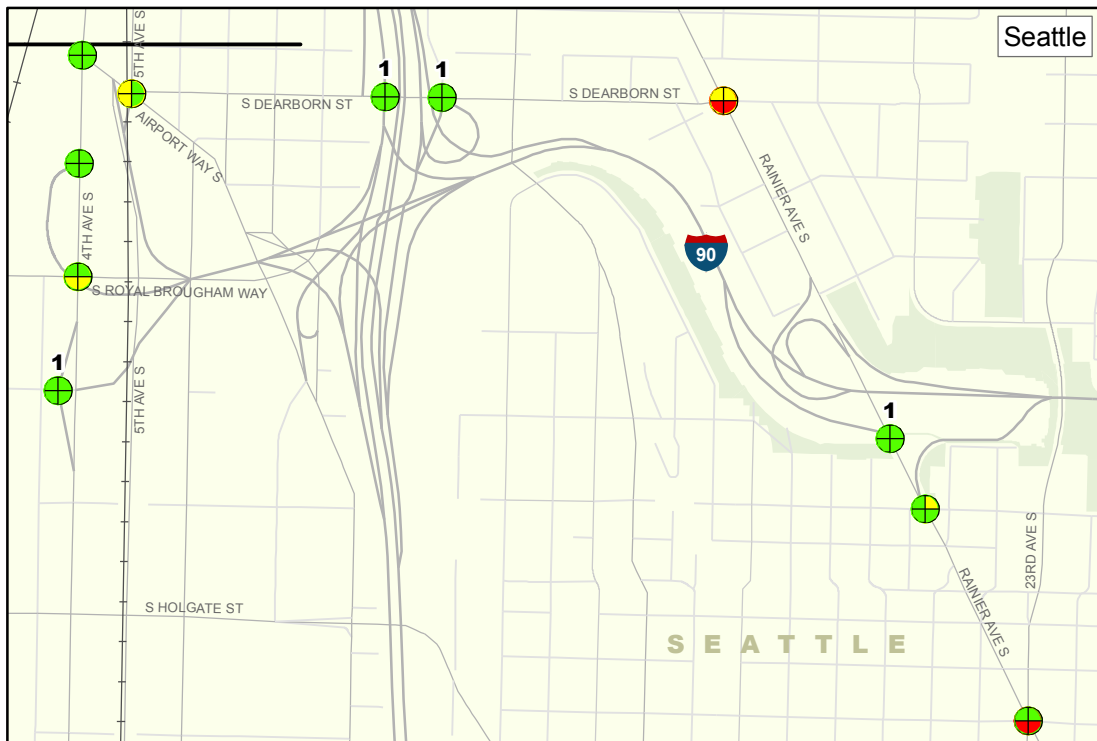 Seattle
5TH AVE S
1
1
S DEARBORN ST
S DEARBORN ST
AIRPORT WAY S
RAINIER AVE S
4TH AVE S
90
S ROYAL BROUGHAM WAY
1
5TH AVE S
1
23RD AVE S
RAINIER AVE S
S HOLGATE ST
SEATTLE